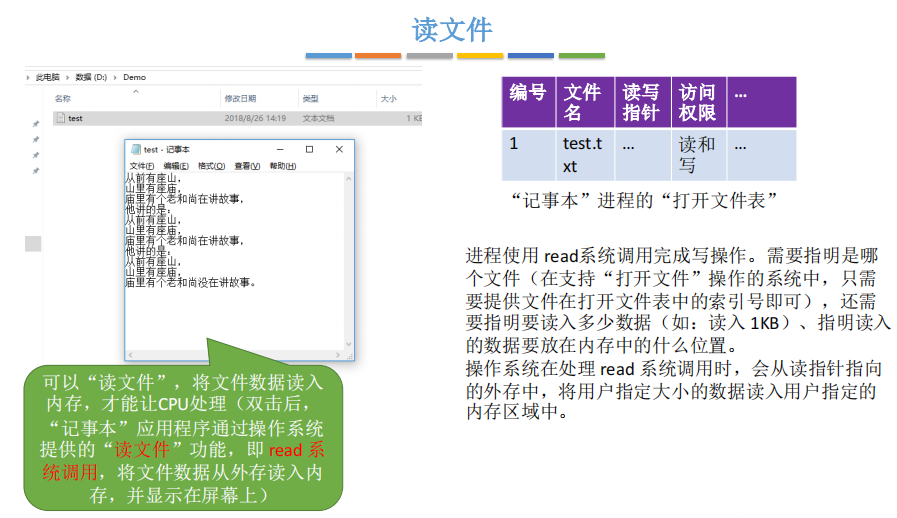 读文件
› 此电脑 › 数据 (D:) › Demo
名称 修改日期 类型 大小
test 2018/8/26 14:19 文本文档 1 KB
test - 记事本
文件(F) 编辑(E) 格式(O) 查看(V) 帮助(H)
从前有座山，
山里有座庙，
庙里有个老和尚在讲故事，
他讲的是：
从前有座山，
山里有座庙，
庙里有个老和尚在讲故事，
他讲的是：
从前有座山，
山里有座庙，
庙里有个老和尚没在讲故事。
可以“读文件”，将文件数据读入
内存，才能让CPU处理（双击后，
“记事本”应用程序通过操作系统
提供的“读文件”功能，即 read 系
统调用，将文件数据从外存读入内
存，并显示在屏幕上）
编号 文件名 读写指针 访问权限 …
1 test.txt … 读和写 …
“记事本”进程的“打开文件表”
进程使用 read系统调用完成写操作。需要指明是哪
个文件（在支持“打开文件”操作的系统中，只需
要提供文件在打开文件表中的索引号即可），还需
要指明要读入多少数据（如：读入 1KB）、指明读入
的数据要放在内存中的什么位置。
操作系统在处理 read 系统调用时，会从读指针指向
的外存中，将用户指定大小的数据读入用户指定的
内存区域中。